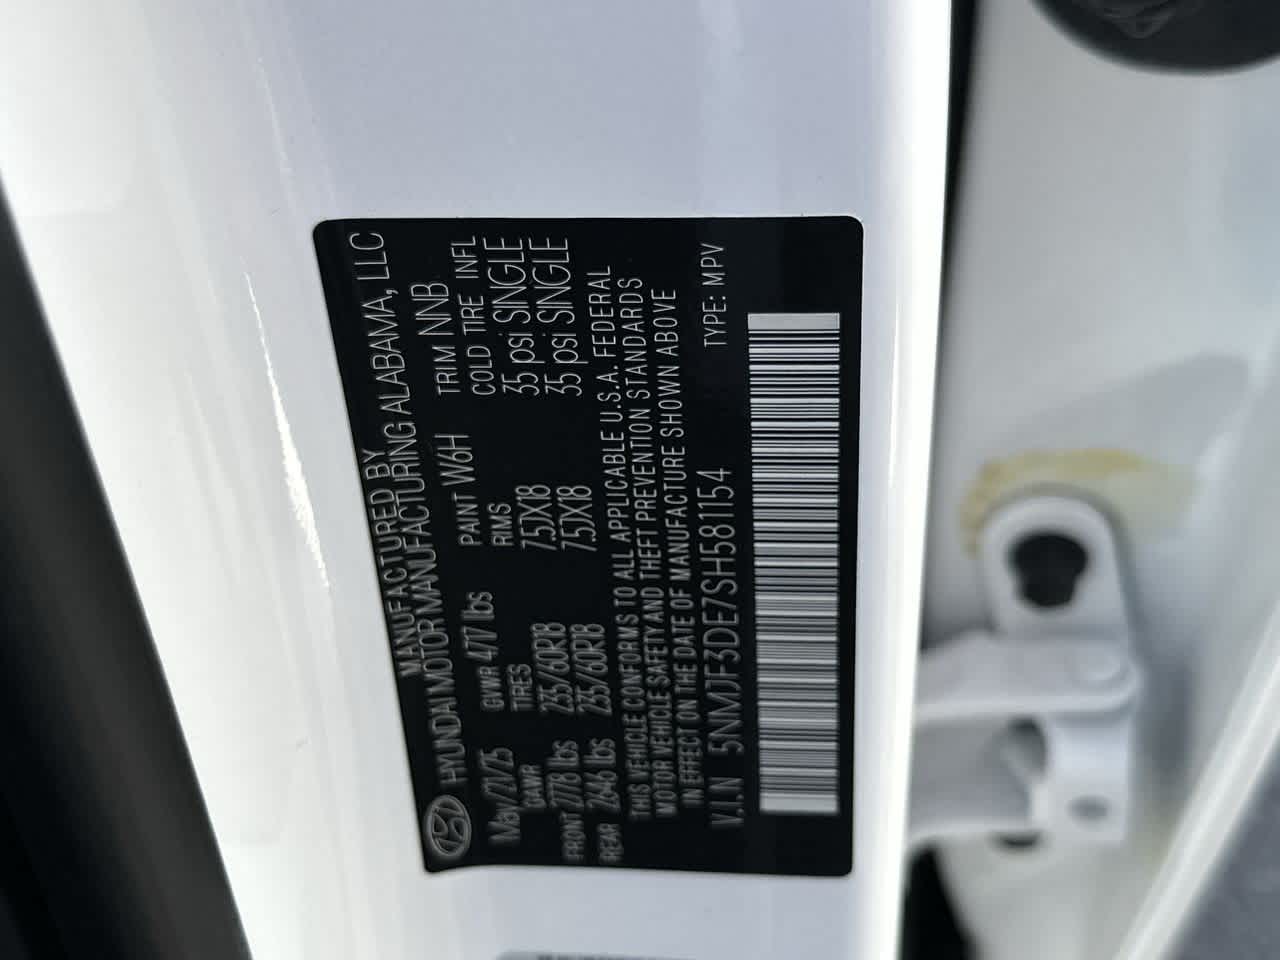 MANUFACTURED BY
HYUNDAI MOTOR MANUFACTURING ALABAMA, LLC
May/21/25 GVWR 4717 lbs PAINT W6H TRIM NNB
GAWR TIRES RIMS COLD TIRE INFL
FRONT 2778 lbs 235/60R18 7.5JX18 35 psi SINGLE
REAR 2646 lbs 235/60R18 7.5JX18 35 psi SINGLE
THIS VEHICLE CONFORMS TO ALL APPLICABLE U.S.A. FEDERAL
MOTOR VEHICLE SAFETY AND THEFT PREVENTION STANDARDS
IN EFFECT ON THE DATE OF MANUFACTURE SHOWN ABOVE
V.I.N 5NMJF3DE7SH581154 TYPE: MPV